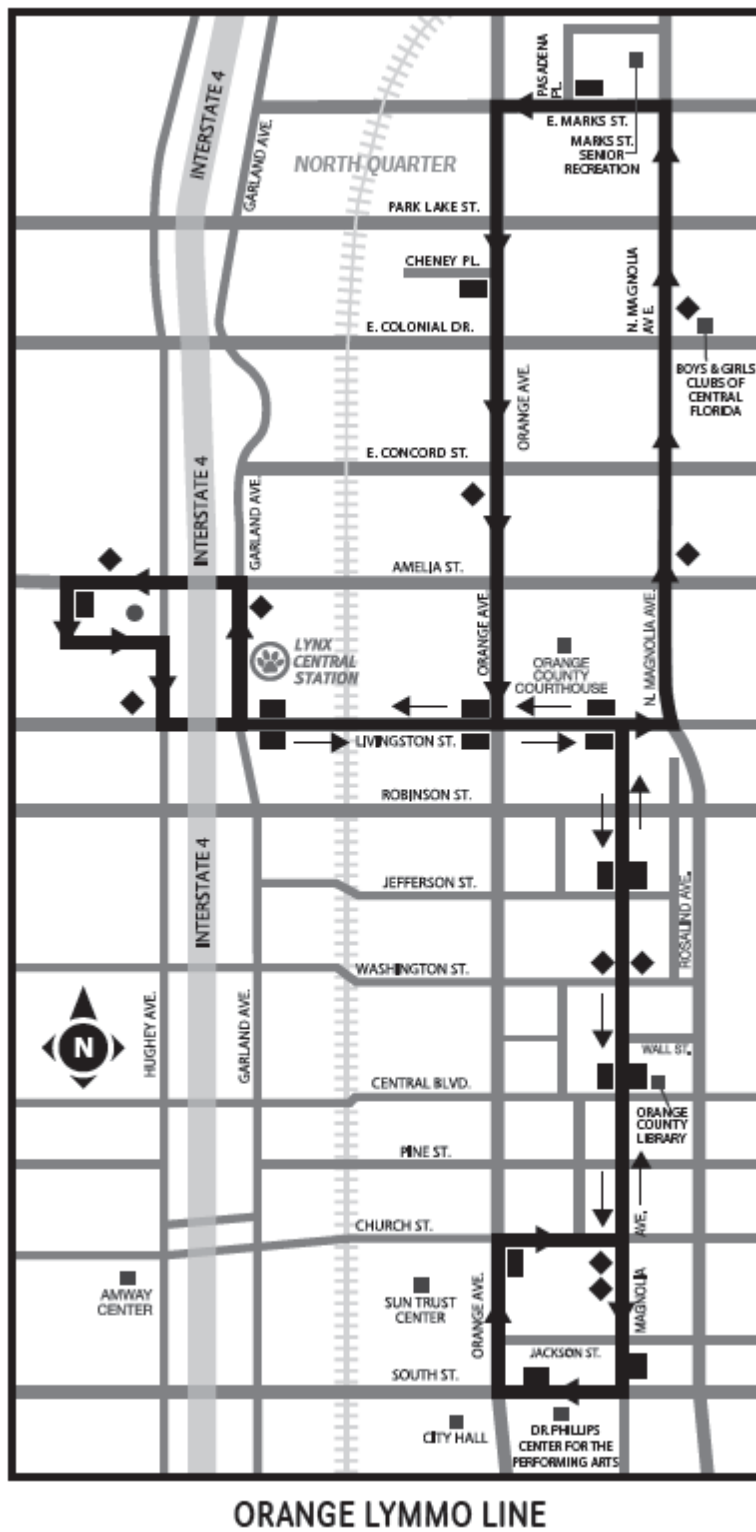 PASADENA
PL.
INTERSTATE 4
GARLAND AVE.
E. MARKS ST.
MARKS ST.
SENIOR
RECREATION
NORTH QUARTER
PARK LAKE ST.
CHENEY PL.
N. MAGNOLIA
AVE.
E. COLONIAL DR.
BOYS & GIRLS
CLUBS OF
CENTRAL
FLORIDA
ORANGE AVE.
E. CONCORD ST.
INTERSTATE 4
GARLAND AVE.
AMELIA ST.
ORANGE AVE.
N. MAGNOLIA AVE.
LYNX
CENTRAL
STATION
ORANGE
COUNTY
COURTHOUSE
LIVINGSTON ST.
ROBINSON ST.
INTERSTATE 4
JEFFERSON ST.
ROSALIND AVE.
WASHINGTON ST.
N
HUGHEY AVE.
GARLAND AVE.
WALL ST.
CENTRAL BLVD.
ORANGE
COUNTY
LIBRARY
PINE ST.
CHURCH ST.
MAGNOLIA AVE.
AMWAY
CENTER
SUN TRUST
CENTER
ORANGE AVE.
JACKSON ST.
SOUTH ST.
CITY HALL
DR. PHILLIPS
CENTER FOR THE
PERFORMING ARTS
ORANGE LYMMO LINE